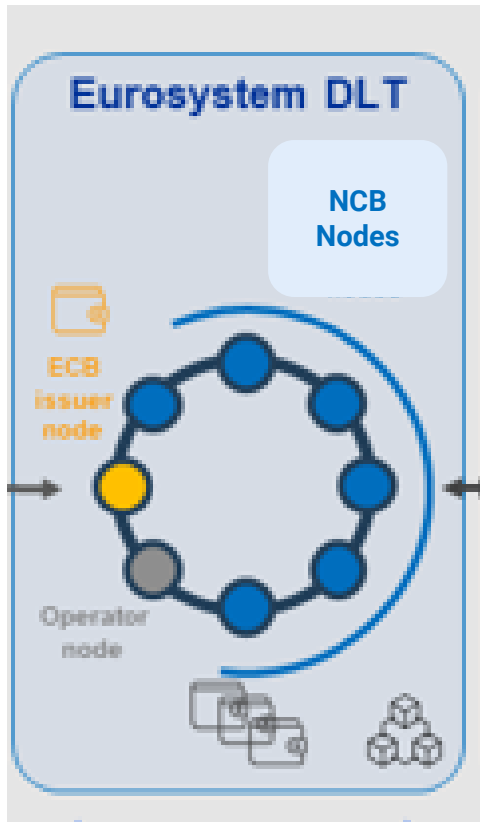 Eurosystem DLT
NCB
Nodes
ECB
issuer
node
Operator
node